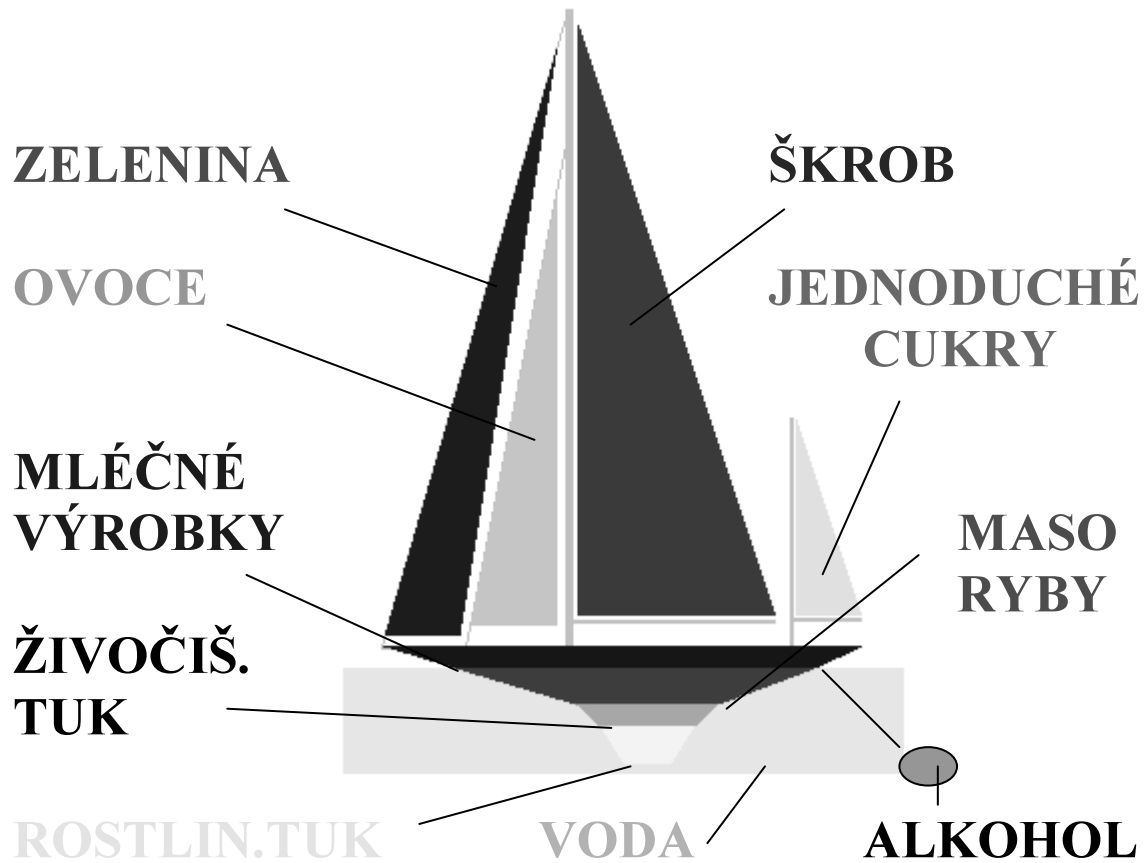 ZELENINA
ŠKROB
OVOCE
JEDNODUCHÉ
CUKRY
MLÉČNÉ
VÝROBKY
MASO
RYBY
ŽIVOČIŠ.
TUK
ROSTLIN.TUK
VODA
ALKOHOL